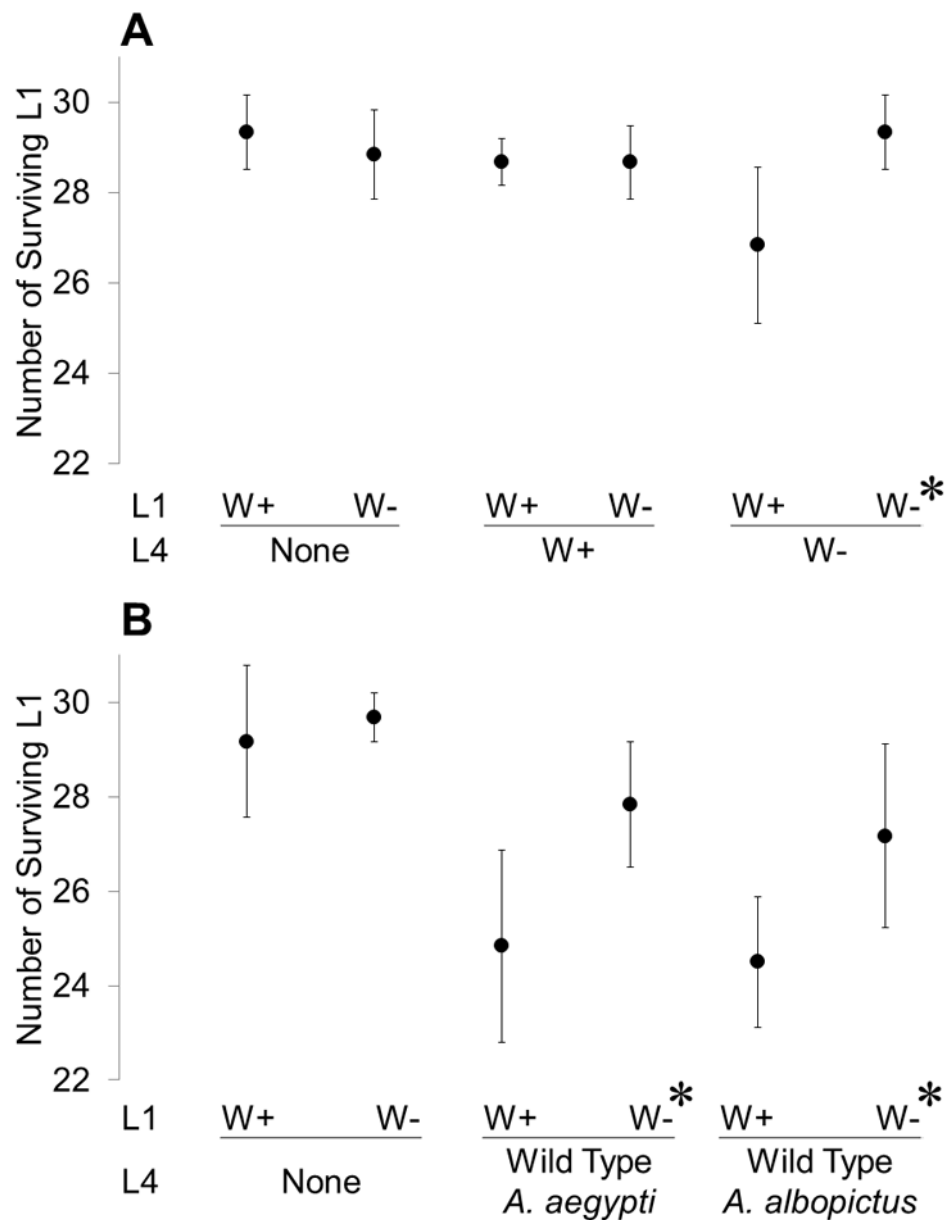 A
Number of Surviving L1
30
28
26
24
22
L1 W+ W- W+ W- W+ W-*
L4 None W+ W-
B
Number of Surviving L1
30
28
26
24
22
L1 W+ W- W+ W-* W+ W-*
L4 None Wild Type A. aegypti Wild Type A. albopictus